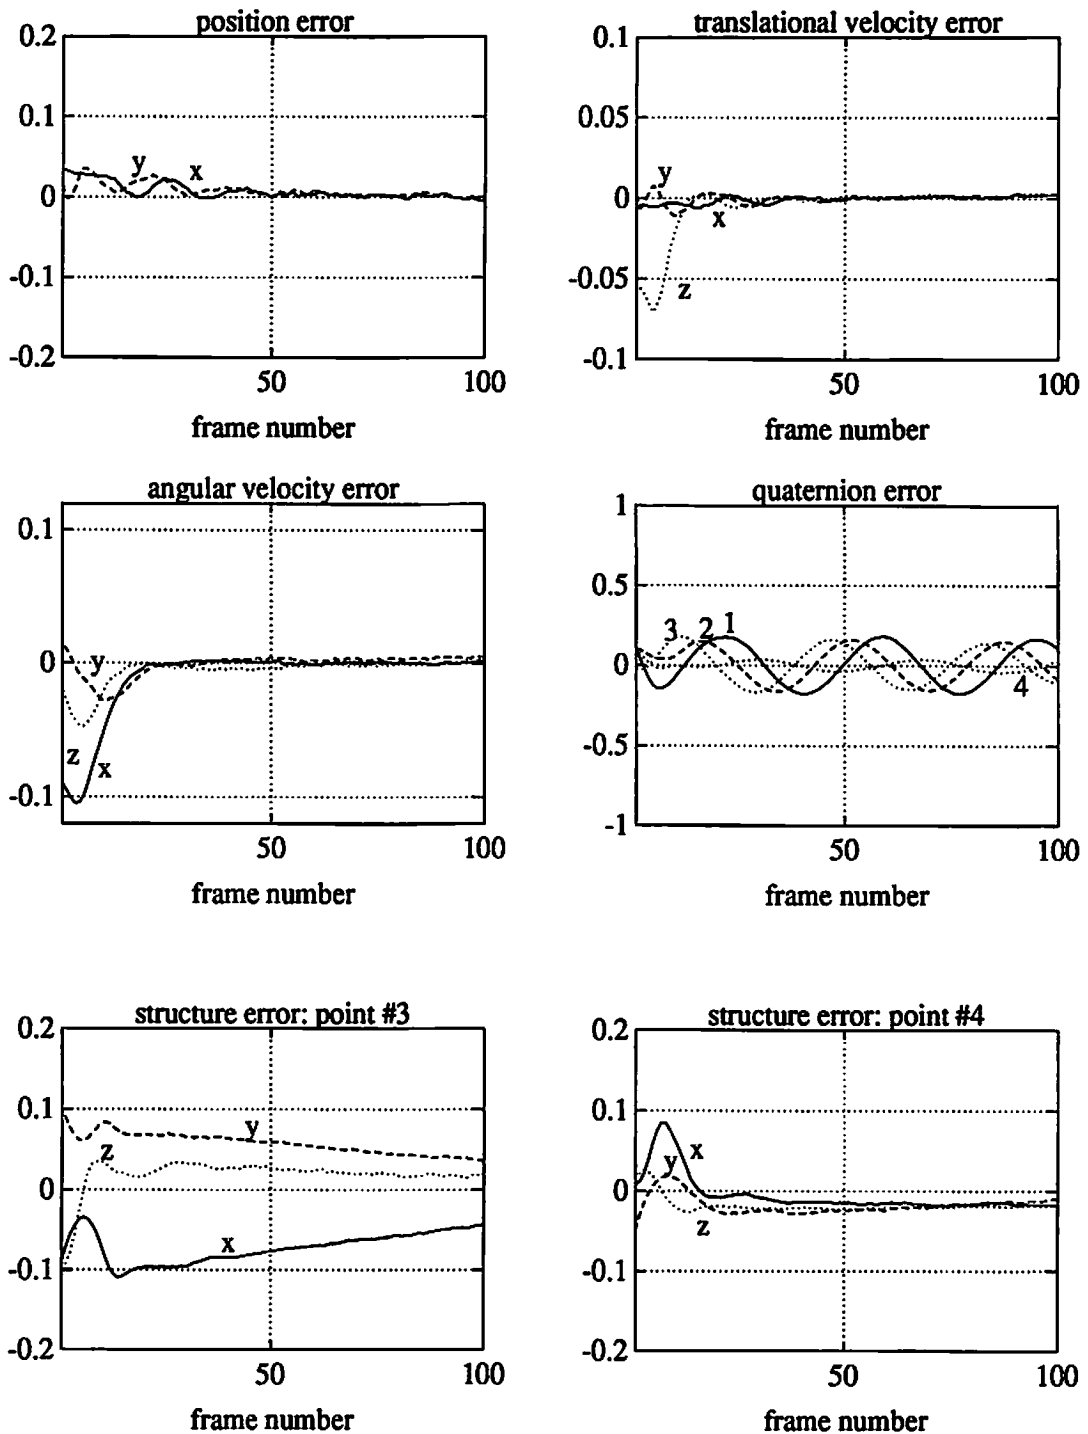 position error
0.2
0.1
0
-0.1
-0.2
y
x
50
100
frame number
translational velocity error
0.1
0.05
0
-0.05
-0.1
y
x
z
50
100
frame number
angular velocity error
0.1
0
-0.1
y
z
x
50
100
frame number
quaternion error
1
0.5
0
-0.5
-1
3
2
1
4
50
100
frame number
structure error: point #3
0.2
0.1
0
-0.1
-0.2
y
z
x
50
100
frame number
structure error: point #4
0.2
0.1
0
-0.1
-0.2
x
y
z
50
100
frame number